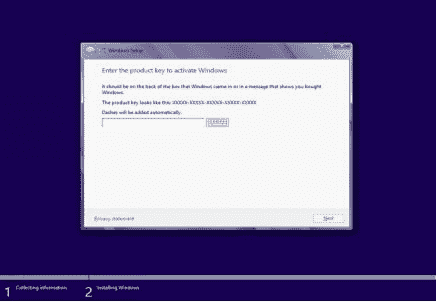 Windows Setup
Enter the product key to activate Windows
It should be on the back of the box that Windows came in or in a message that shows you bought
Windows.
The product key looks like this: XXXXX-XXXXX-XXXXX-XXXXX-XXXXX
Dashes will be added automatically.
Privacy statement
Next
1 Collecting information
2 Installing Windows